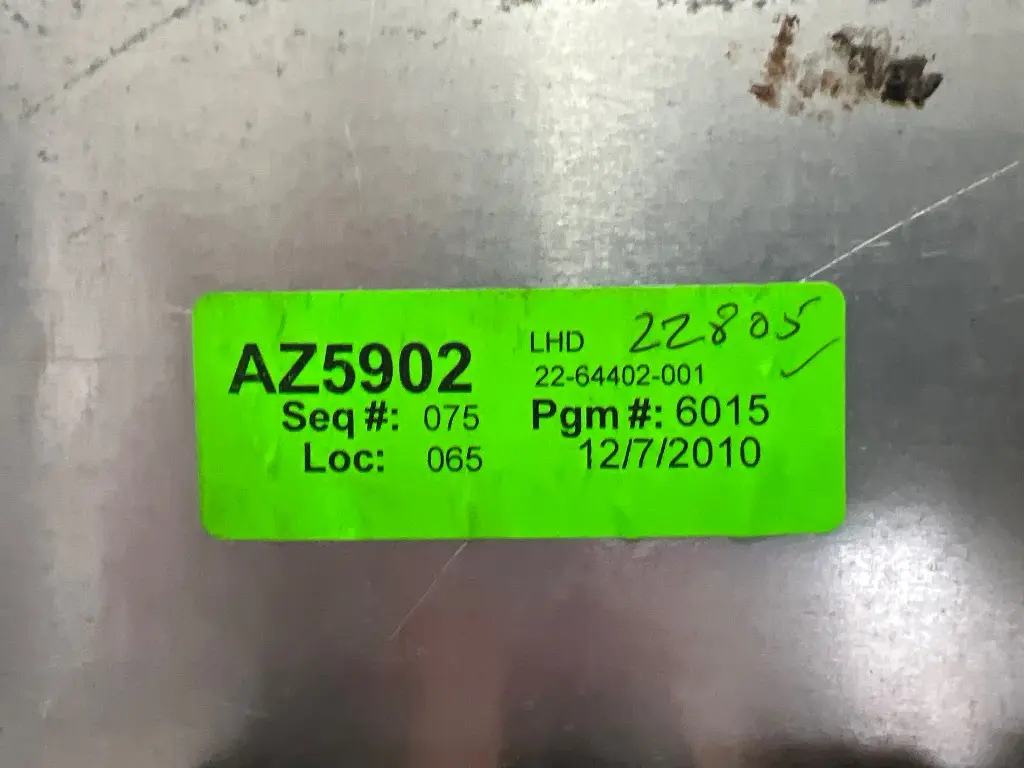 AZ5902
LHD 22805
22-64402-001
Seq #: 075
Pgm #: 6015
Loc: 065
12/7/2010